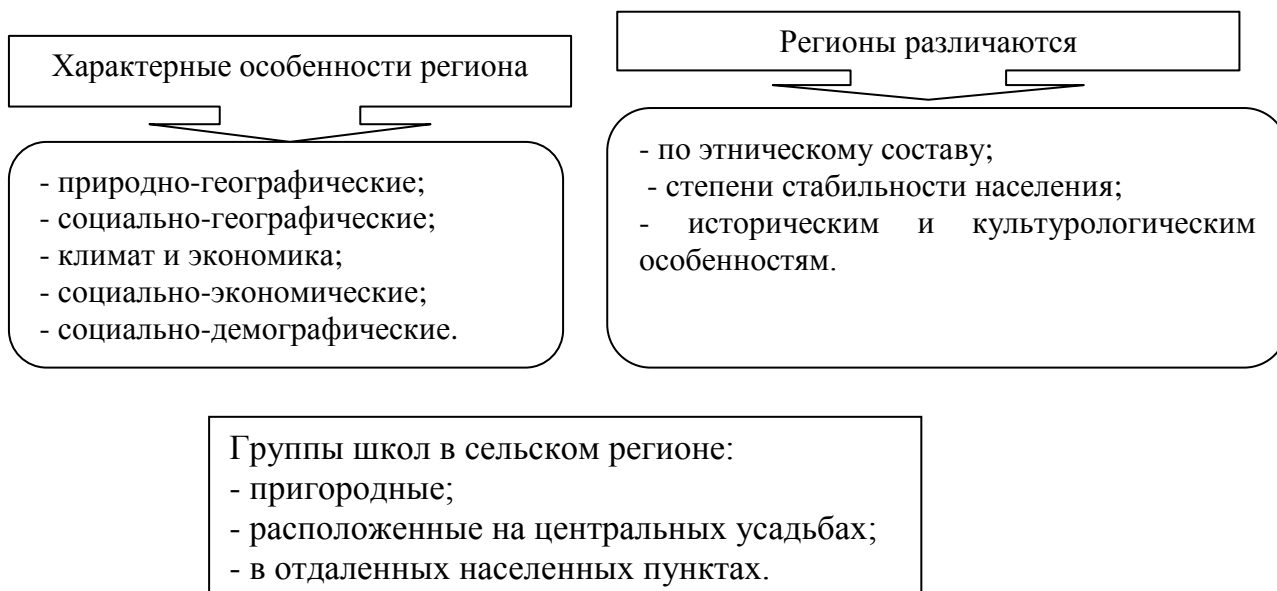 Характерные особенности региона
- природно-географические;
- социально-географические;
- климат и экономика;
- социально-экономические;
- социально-демографические.
Регионы различаются
- по этническому составу;
- степени стабильности населения;
- историческим и культурологическим
особенностям.
Группы школ в сельском регионе:
- пригородные;
- расположенные на центральных усадьбах;
- в отдаленных населенных пунктах.